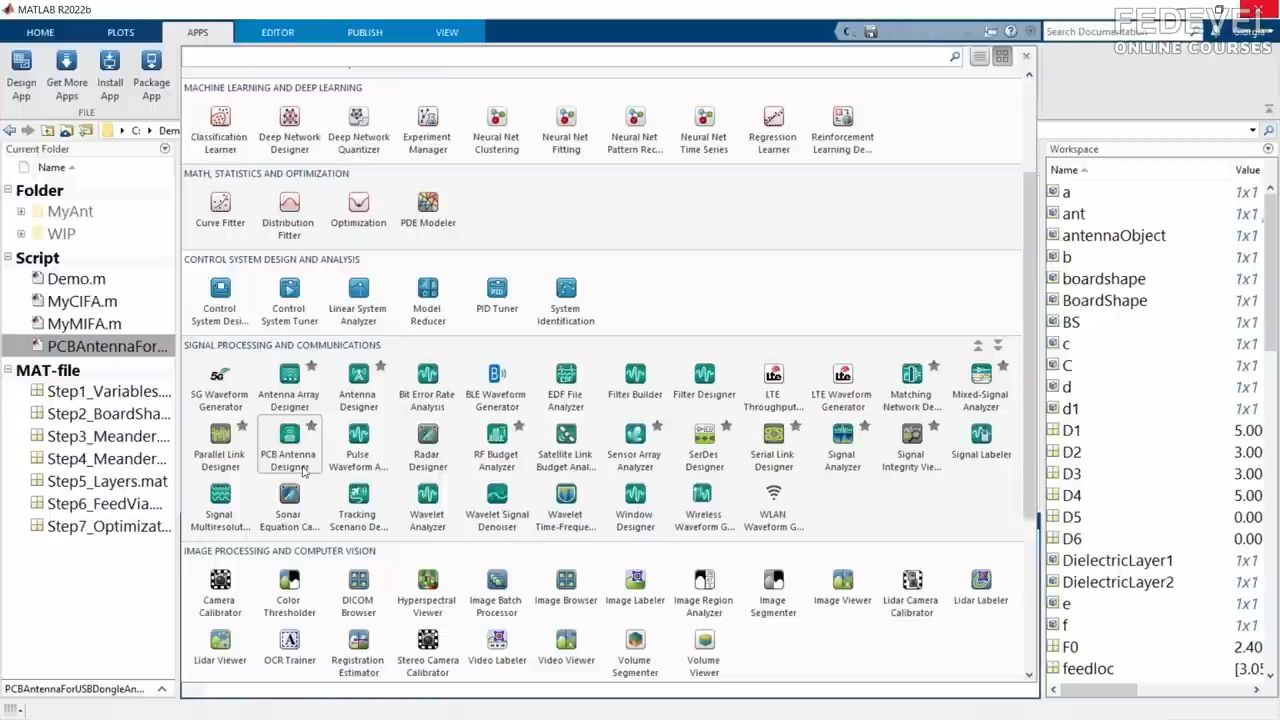 MATLAB R2022b
FEDEVEL
ONLINE COURSES
HOME
PLOTS
APPS
EDITOR
PUBLISH
VIEW
Search Documentation
Design App
Get More Apps
Install App
Package App
FILE
C:
Dem
Current Folder
Name
Folder
MyAnt
WIP
Script
Demo.m
MyCIFA.m
MyMIFA.m
PCBAntennaFor...
MAT-file
Step1_Variables....
Step2_BoardSha...
Step3_Meander....
Step4_Meander...
Step5_Layers.mat
Step6_FeedVia....
Step7_Optimizat...
PCBAntennaForUSBDongleAn...
MACHINE LEARNING AND DEEP LEARNING
Classification Learner
Deep Network Designer
Deep Network Quantizer
Experiment Manager
Neural Net Clustering
Neural Net Fitting
Neural Net Pattern Rec...
Neural Net Time Series
Regression Learner
Reinforcement Learning De...
MATH, STATISTICS AND OPTIMIZATION
Curve Fitter
Distribution Fitter
Optimization
PDE Modeler
CONTROL SYSTEM DESIGN AND ANALYSIS
Control System Desi...
Control System Tuner
Linear System Analyzer
Model Reducer
PID Tuner
System Identification
SIGNAL PROCESSING AND COMMUNICATIONS
5G Waveform Generator
Antenna Array Designer
Antenna Designer
Bit Error Rate Analysis
BLE Waveform Generator
EDF File Analyzer
Filter Builder
Filter Designer
LTE Throughput...
LTE Waveform Generator
Matching Network De...
Mixed-Signal Analyzer
Parallel Link Designer
PCB Antenna Designer
Pulse Waveform A...
Radar Designer
RF Budget Analyzer
Satellite Link Budget Anal...
Sensor Array Analyzer
SerDes Designer
Serial Link Designer
Signal Analyzer
Signal Integrity Vie...
Signal Labeler
Signal Multiresolut...
Sonar Equation Ca...
Tracking Scenario De...
Wavelet Analyzer
Wavelet Signal Denoiser
Wavelet Time-Freque...
Window Designer
Wireless Waveform G...
WLAN Waveform G...
IMAGE PROCESSING AND COMPUTER VISION
Camera Calibrator
Color Thresholder
DICOM Browser
Hyperspectral Viewer
Image Batch Processor
Image Browser
Image Labeler
Image Region Analyzer
Image Segmenter
Image Viewer
Lidar Camera Calibrator
Lidar Labeler
Lidar Viewer
OCR Trainer
Registration Estimator
Stereo Camera Calibrator
Video Labeler
Video Viewer
Volume Segmenter
Volume Viewer
Workspace
Name Value
a 1x1
ant 1x1
antennaObject 1x1
b 1x1
boardshape 1x1
BoardShape 1x1
BS 1x1
c 1x1
C 1x1
d 1x1
d1 1x1
D1 5.00
D2 3.00
D3 3.00
D4 5.00
D5 0.00
D6 0.00
DielectricLayer1 1x1
DielectricLayer2 1x1
e 1x1
f 1x1
F0 2.40
feedloc [3.05